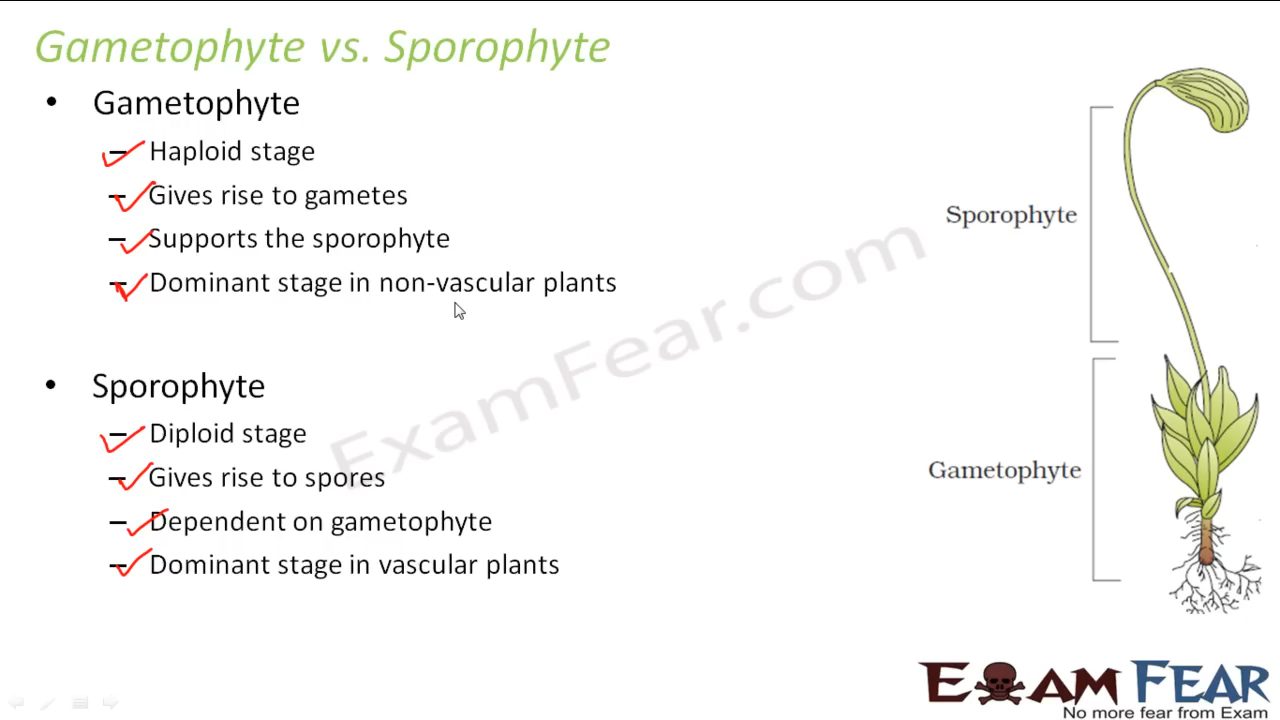 Gametophyte vs. Sporophyte
• Gametophyte
– Haploid stage
– Gives rise to gametes
– Supports the sporophyte
– Dominant stage in non-vascular plants
• Sporophyte
– Diploid stage
– Gives rise to spores
– Dependent on gametophyte
– Dominant stage in vascular plants
Sporophyte
Gametophyte
ExamFear.com
EXAM FEAR
No more fear from Exam